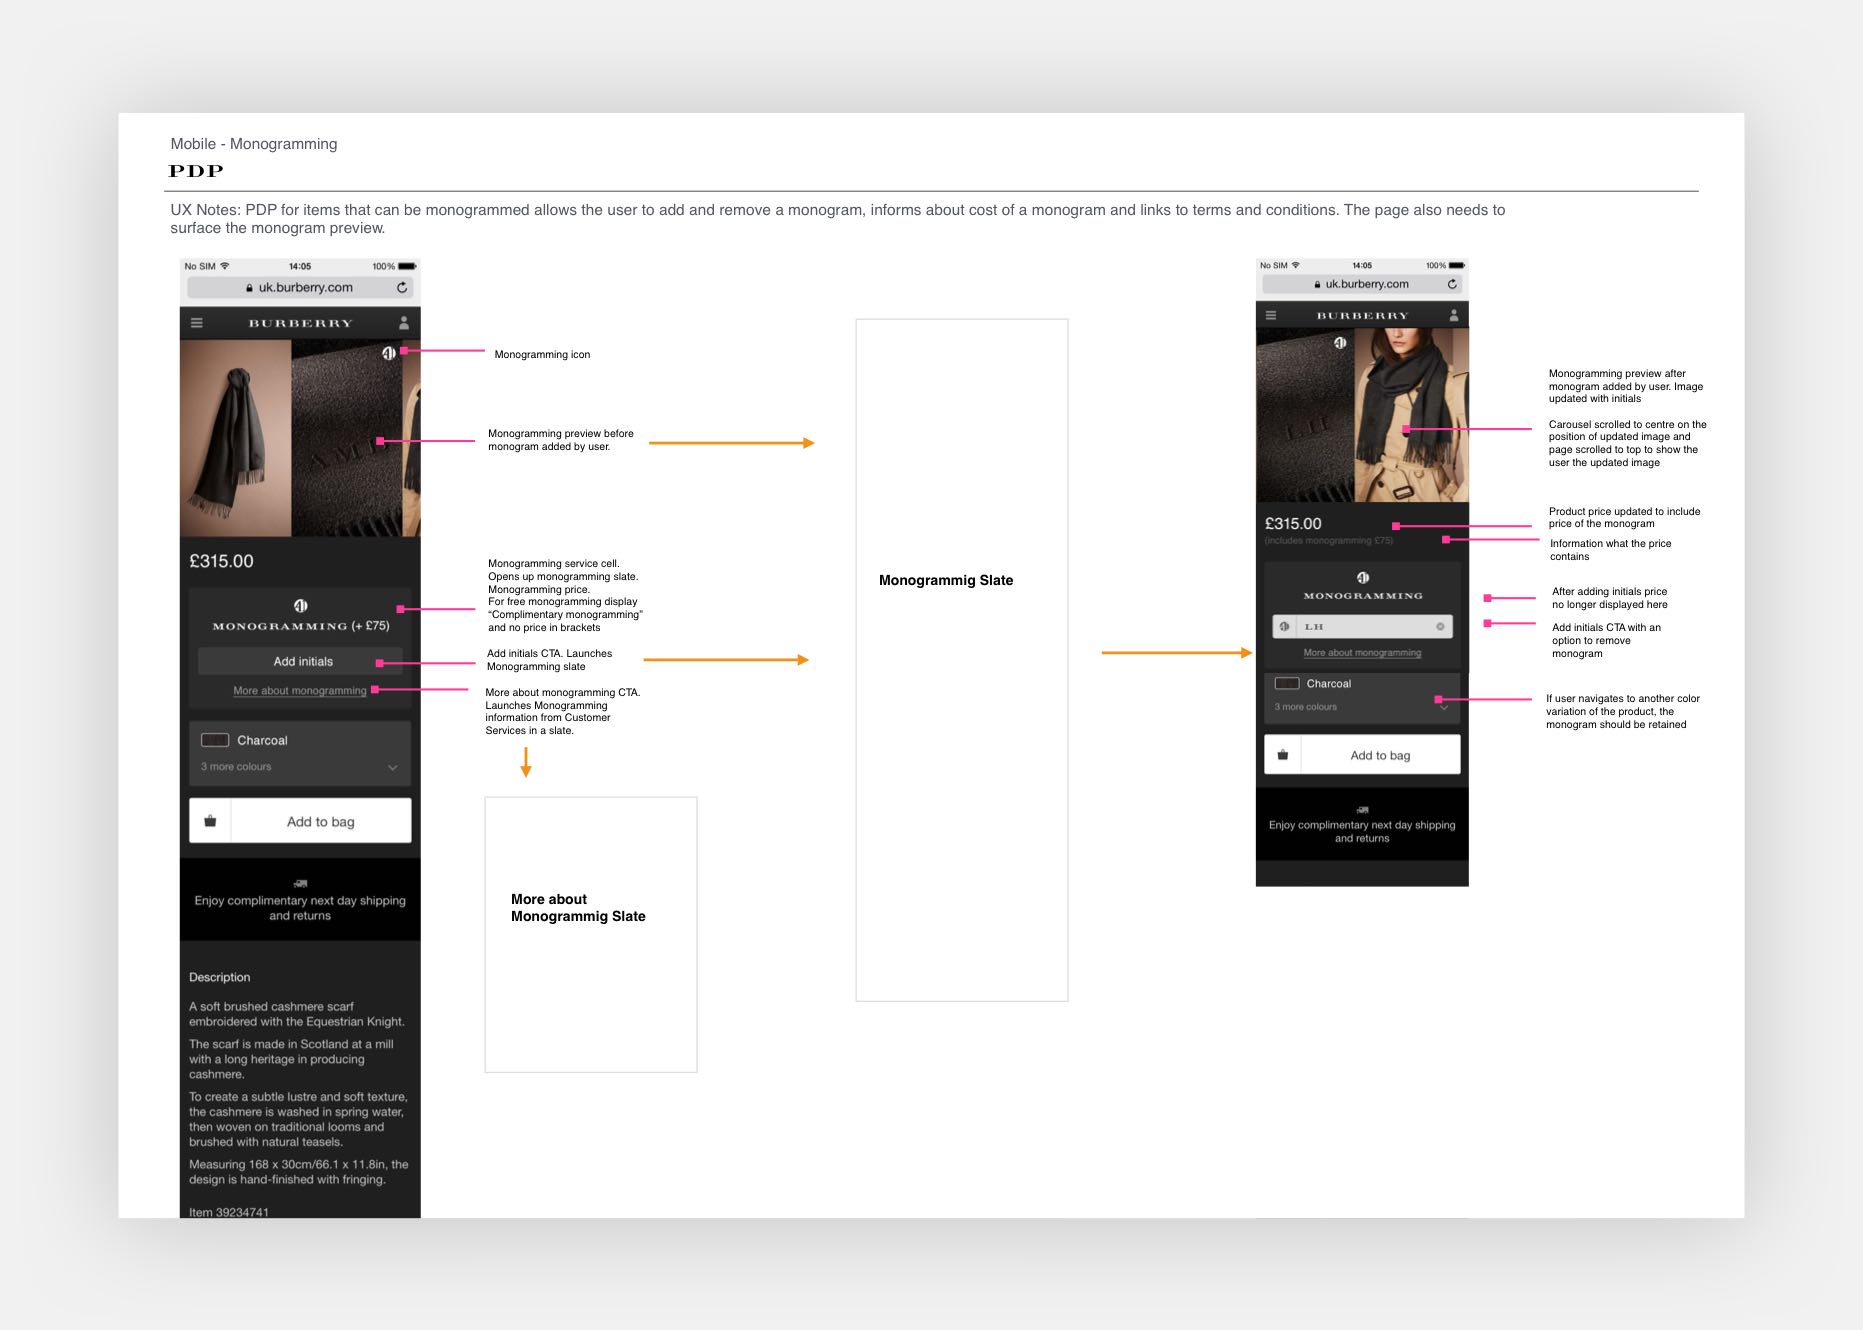 Mobile - Monogramming
PDP
UX Notes: PDP for items that can be monogrammed allows the user to add and remove a monogram, informs about cost of a monogram and links to terms and conditions. The page also needs to
surface the monogram preview.
No SIM 14:05 100%
uk.burberry.com
BURBERRY
£315.00
MONOGRAMMING (+ £75)
Add initials
More about monogramming
Charcoal
3 more colours
Add to bag
Enjoy complimentary next day shipping
and returns
Description
A soft brushed cashmere scarf
embroidered with the Equestrian Knight.
The scarf is made in Scotland at a mill
with a long heritage in producing
cashmere.
To create a subtle lustre and soft texture,
the cashmere is washed in spring water,
then woven on traditional looms and
brushed with natural teasels.
Measuring 168 x 30cm/66.1 x 11.8in, the
design is hand-finished with fringing.
Item 39234741
Monogramming icon
Monogramming preview before
monogram added by user.
Monogramming service cell.
Opens up monogramming slate.
Monogramming price.
For free monogramming display
“Complimentary monogramming”
and no price in brackets
Add initials CTA. Launches
Monogramming slate
More about monogramming CTA.
Launches Monogramming
information from Customer
Services in a slate.
More about
Monogrammig Slate
Monogrammig Slate
No SIM 14:05 100%
uk.burberry.com
BURBERRY
LH
£315.00
(includes monogramming £75)
MONOGRAMMING
LH
More about monogramming
Charcoal
3 more colours
Add to bag
Enjoy complimentary next day shipping
and returns
Monogramming preview after
monogram added by user. Image
updated with initials
Carousel scrolled to centre on the
position of updated image and
page scrolled to top to show the
user the updated image
Product price updated to include
price of the monogram
Information what the price
contains
After adding initials price
no longer displayed here
Add initials CTA with an
option to remove
monogram
If user navigates to another color
variation of the product, the
monogram should be retained